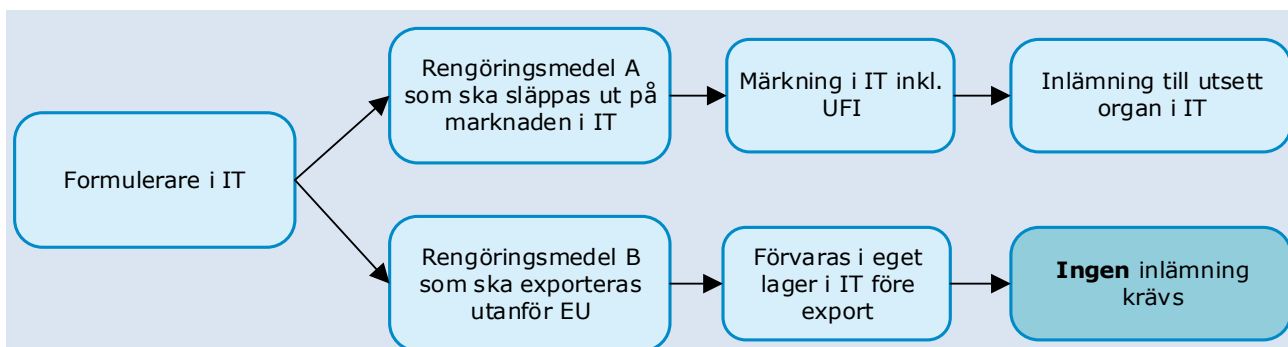 Formulerare i IT
Rengöringsmedel A
som ska släppas ut på
marknaden i IT
Märkning i IT inkl.
UFI
Inlämning till utsett
organ i IT
Rengöringsmedel B
som ska exporteras
utanför EU
Förvaras i eget
lager i IT före
export
Ingen inlämning
krävs